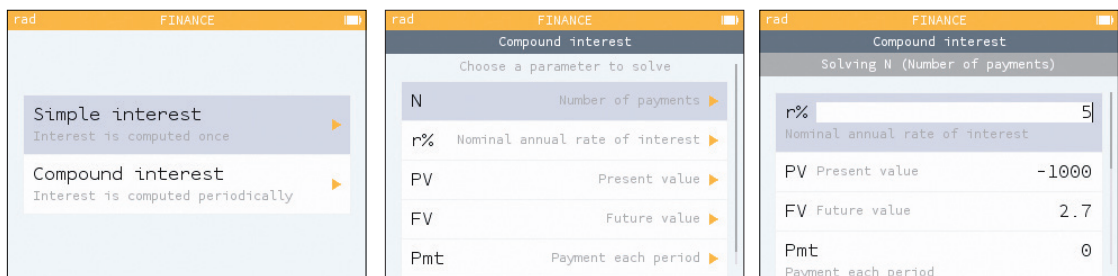 rad FINANCE
Simple interest
Interest is computed once
Compound interest
Interest is computed periodically
rad FINANCE
Compound interest
Choose a parameter to solve
N Number of payments
r% Nominal annual rate of interest
PV Present value
FV Future value
Pmt Payment each period
rad FINANCE
Compound interest
Solving N (Number of payments)
r% 5
Nominal annual rate of interest
PV Present value -1000
FV Future value 2.7
Pmt 0
Payment each period